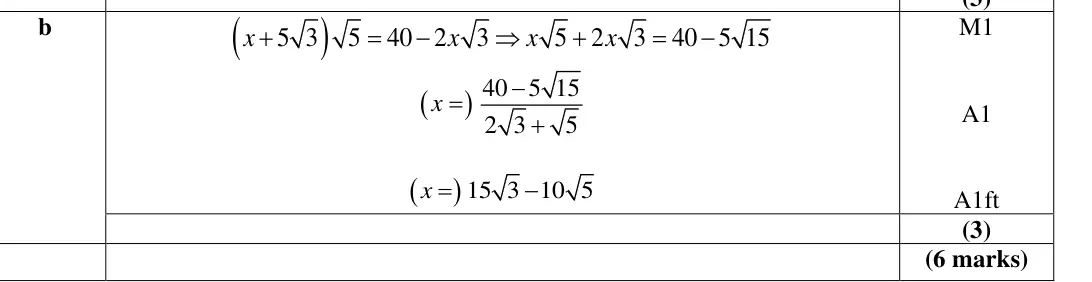 (3)
b
(x+5√3)√5 = 40−2x√3 ⇒ x√5+2x√3 = 40−5√15
M1
(x=) (40−5√15)/(2√3+√5)
A1
(x=) 15√3−10√5
A1ft
(3)
(6 marks)